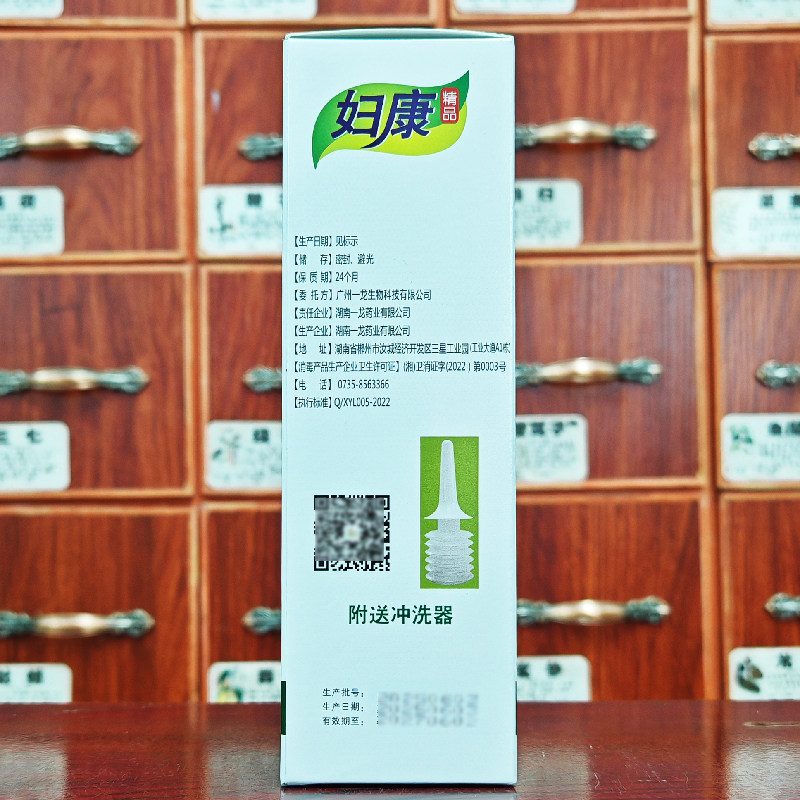 妇康
精品
【生产日期】见标示
【储 存】密封、避光
【保 质 期】24个月
【委 托 方】广州一龙生物科技有限公司
【责任企业】湖南一龙药业有限公司
【生产企业】湖南一龙药业有限公司
【地 址】湖南省郴州市汝城经济开发区三星工业园(工业大道A1栋)
【消毒产品生产企业卫生许可证】(湘)卫消证字(2022)第0003号
【电 话】0735-8563366
【执行标准】Q/XYL005-2022
附送冲洗器
生产批号：
生产日期：
有效期至：